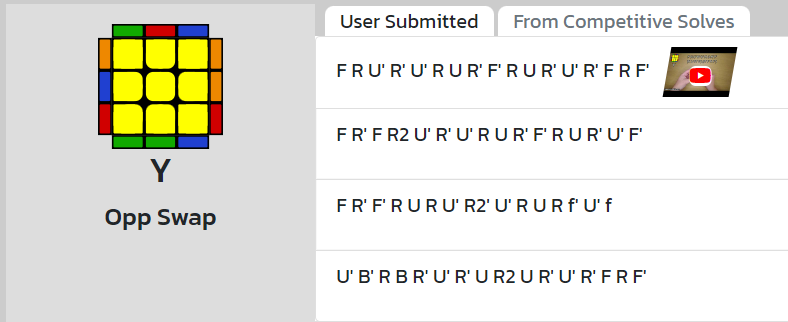 User Submitted
From Competitive Solves
F R U' R' U' R U R' F' R U R' U' R' F R F'
F R' F R2 U' R' U' R U R' F' R U R' U' F'
F R' F' R U R U' R2' U' R U R f' U' f
U' B' R B R' U' R' U R2 U R' U' R' F R F'
Y
Opp Swap